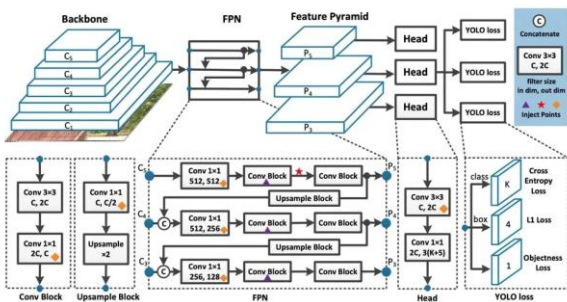 Backbone
FPN
Feature Pyramid
C5
C4
C3
C2
C1
P5
P4
P3
Head
Head
Head
YOLO loss
YOLO loss
YOLO loss
C
Concatenate
Conv 3×3
C, 2C
filter size
in dim, out dim
Inject Points
Conv 3×3
C, 2C
Conv 1×1
2C, C
Conv Block
Conv 1×1
C, C/2
Upsample
×2
Upsample Block
C5
Conv 1×1
512, 512
Conv Block
Conv Block
P5
Upsample Block
C4
C
Conv 1×1
512, 256
Conv Block
Conv Block
P4
Upsample Block
C3
C
Conv 1×1
256, 128
Conv Block
Conv Block
P3
FPN
Conv 3×3
C, 2C
Conv 1×1
2C, 3(K+5)
Head
class
K
Cross
Entropy
Loss
box
4
L1 Loss
1
Objectness
Loss
YOLO loss